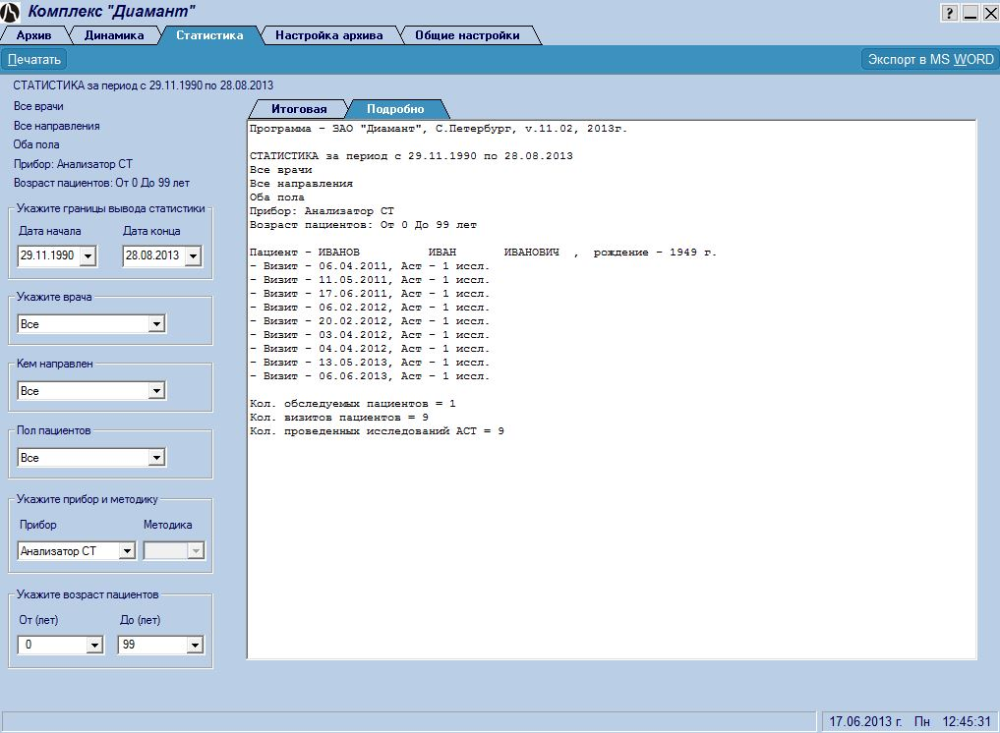 Комплекс "Диамант"
?
Архив Динамика Статистика Настройка архива Общие настройки
Печатать Экспорт в MS WORD
СТАТИСТИКА за период с 29.11.1990 по 28.08.2013
Все врачи
Все направления
Оба пола
Прибор: Анализатор СТ
Возраст пациентов: От 0 До 99 лет
Укажите границы вывода статистики
Дата начала Дата конца
29.11.1990 28.08.2013
Укажите врача
Все
Кем направлен
Все
Пол пациентов
Все
Укажите прибор и методику
Прибор Методика
Анализатор СТ
Укажите возраст пациентов
От (лет) До (лет)
0 99
Итоговая Подробно
Программа - ЗАО "Диамант", С.Петербург, v.11.02, 2013г.
СТАТИСТИКА за период с 29.11.1990 по 28.08.2013
Все врачи
Все направления
Оба пола
Прибор: Анализатор СТ
Возраст пациентов: От 0 До 99 лет
Пациент - ИВАНОВ ИВАН ИВАНОВИЧ , рождение - 1949 г.
- Визит - 06.04.2011, Аст - 1 иссл.
- Визит - 11.05.2011, Аст - 1 иссл.
- Визит - 17.06.2011, Аст - 1 иссл.
- Визит - 06.02.2012, Аст - 1 иссл.
- Визит - 20.02.2012, Аст - 1 иссл.
- Визит - 03.04.2012, Аст - 1 иссл.
- Визит - 04.04.2012, Аст - 1 иссл.
- Визит - 13.05.2013, Аст - 1 иссл.
- Визит - 06.06.2013, Аст - 1 иссл.
Кол. обследуемых пациентов = 1
Кол. визитов пациентов = 9
Кол. проведенных исследований АСТ = 9
17.06.2013 г. Пн 12:45:31